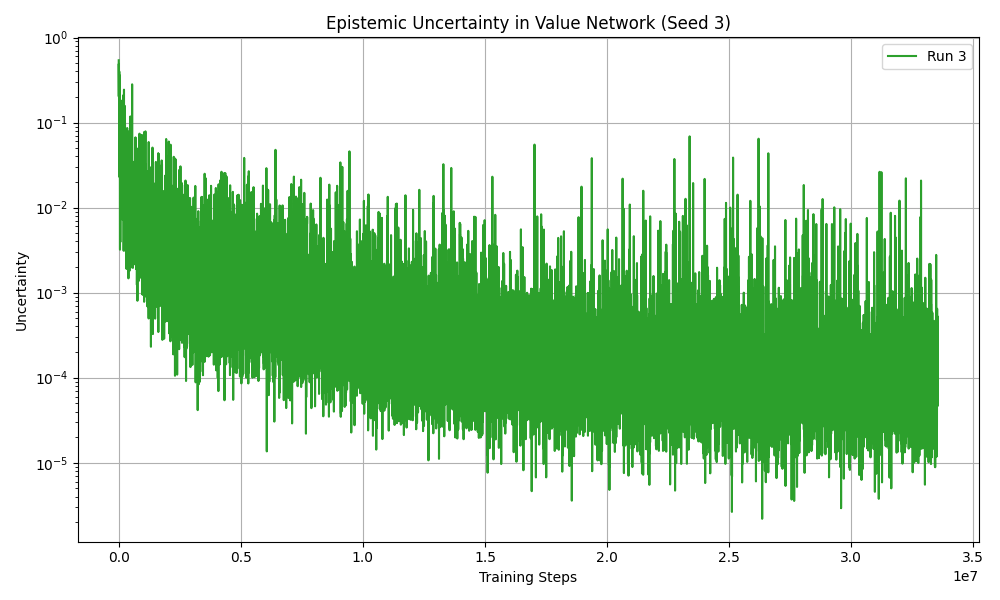 Epistemic Uncertainty in Value Network (Seed 3)
Run 3
Uncertainty
10⁰
10⁻¹
10⁻²
10⁻³
10⁻⁴
10⁻⁵
0.0 0.5 1.0 1.5 2.0 2.5 3.0 3.5
1e7
Training Steps